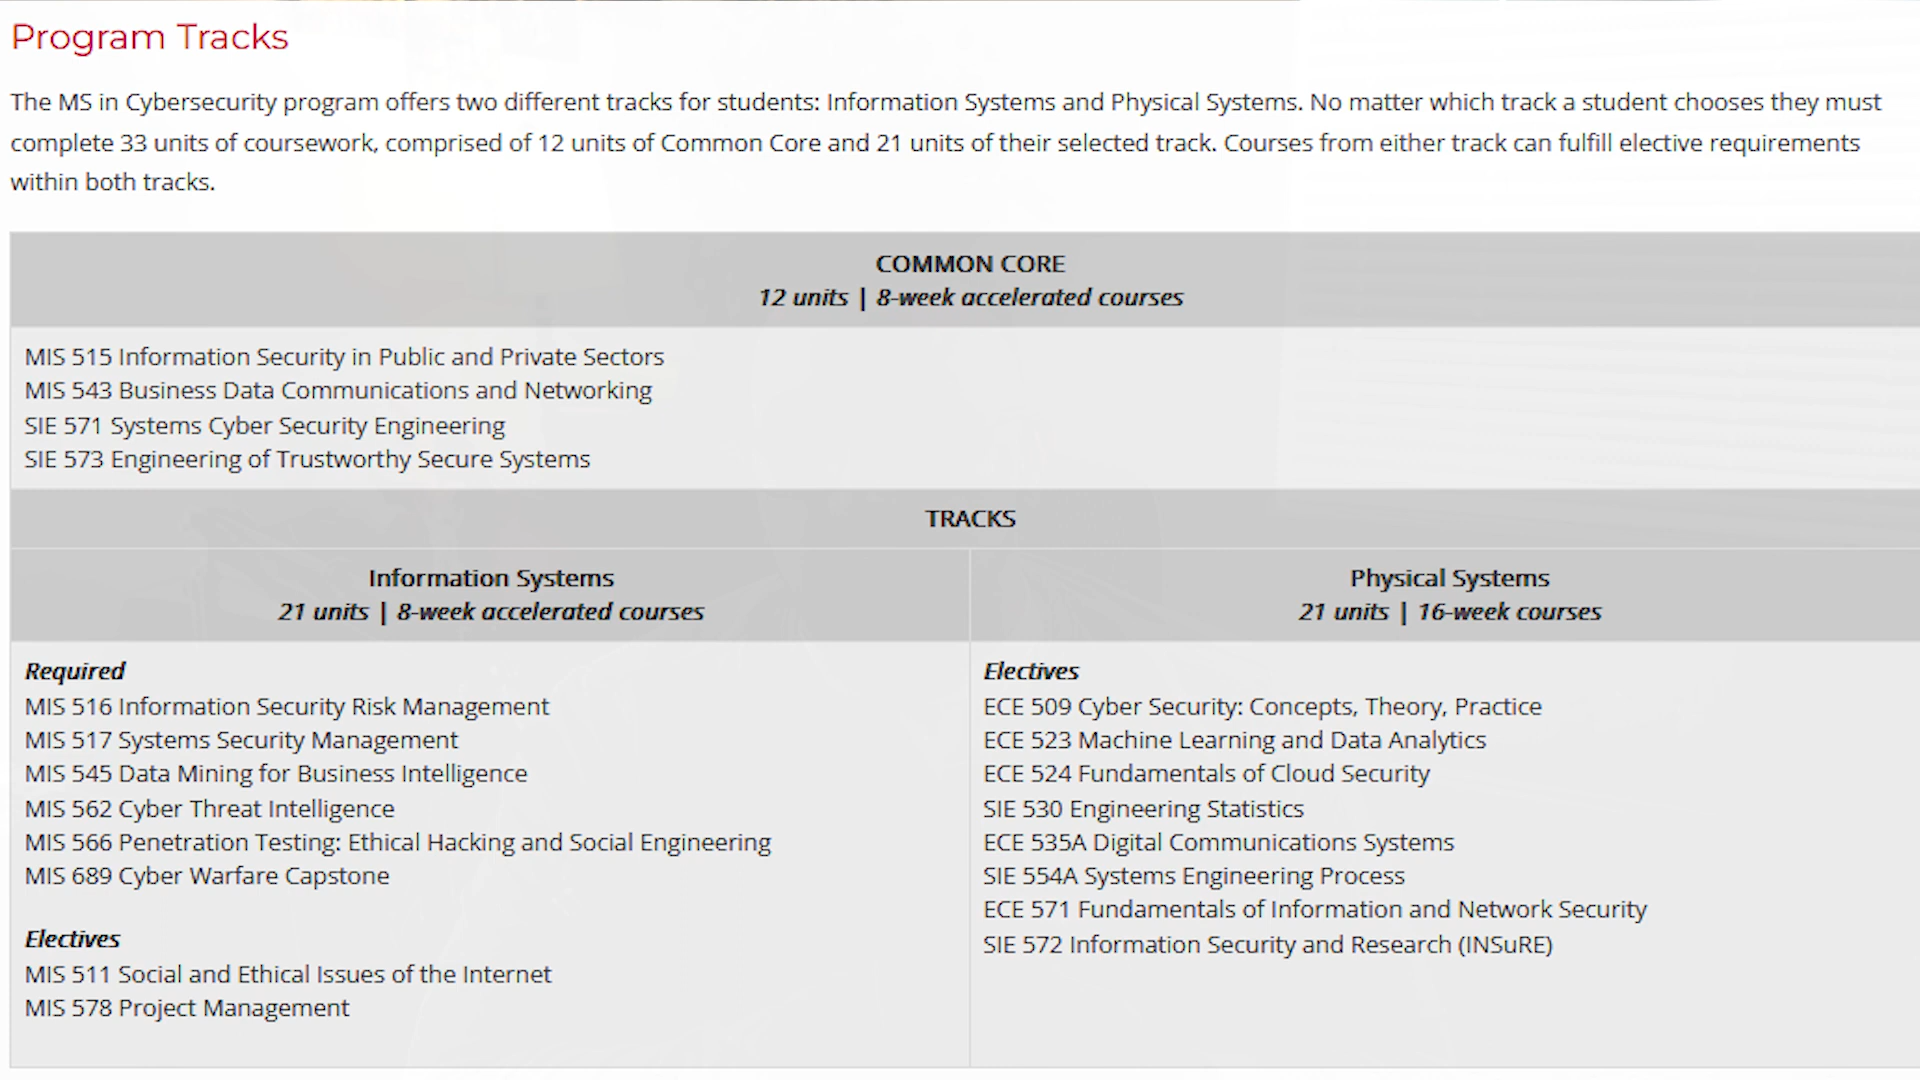 Program Tracks
The MS in Cybersecurity program offers two different tracks for students: Information Systems and Physical Systems. No matter which track a student chooses they must
complete 33 units of coursework, comprised of 12 units of Common Core and 21 units of their selected track. Courses from either track can fulfill elective requirements
within both tracks.
COMMON CORE
12 units | 8-week accelerated courses
MIS 515 Information Security in Public and Private Sectors
MIS 543 Business Data Communications and Networking
SIE 571 Systems Cyber Security Engineering
SIE 573 Engineering of Trustworthy Secure Systems
TRACKS
Information Systems
21 units | 8-week accelerated courses
Required
MIS 516 Information Security Risk Management
MIS 517 Systems Security Management
MIS 545 Data Mining for Business Intelligence
MIS 562 Cyber Threat Intelligence
MIS 566 Penetration Testing: Ethical Hacking and Social Engineering
MIS 689 Cyber Warfare Capstone
Electives
MIS 511 Social and Ethical Issues of the Internet
MIS 578 Project Management
Physical Systems
21 units | 16-week courses
Electives
ECE 509 Cyber Security: Concepts, Theory, Practice
ECE 523 Machine Learning and Data Analytics
ECE 524 Fundamentals of Cloud Security
SIE 530 Engineering Statistics
ECE 535A Digital Communications Systems
SIE 554A Systems Engineering Process
ECE 571 Fundamentals of Information and Network Security
SIE 572 Information Security and Research (INSuRE)